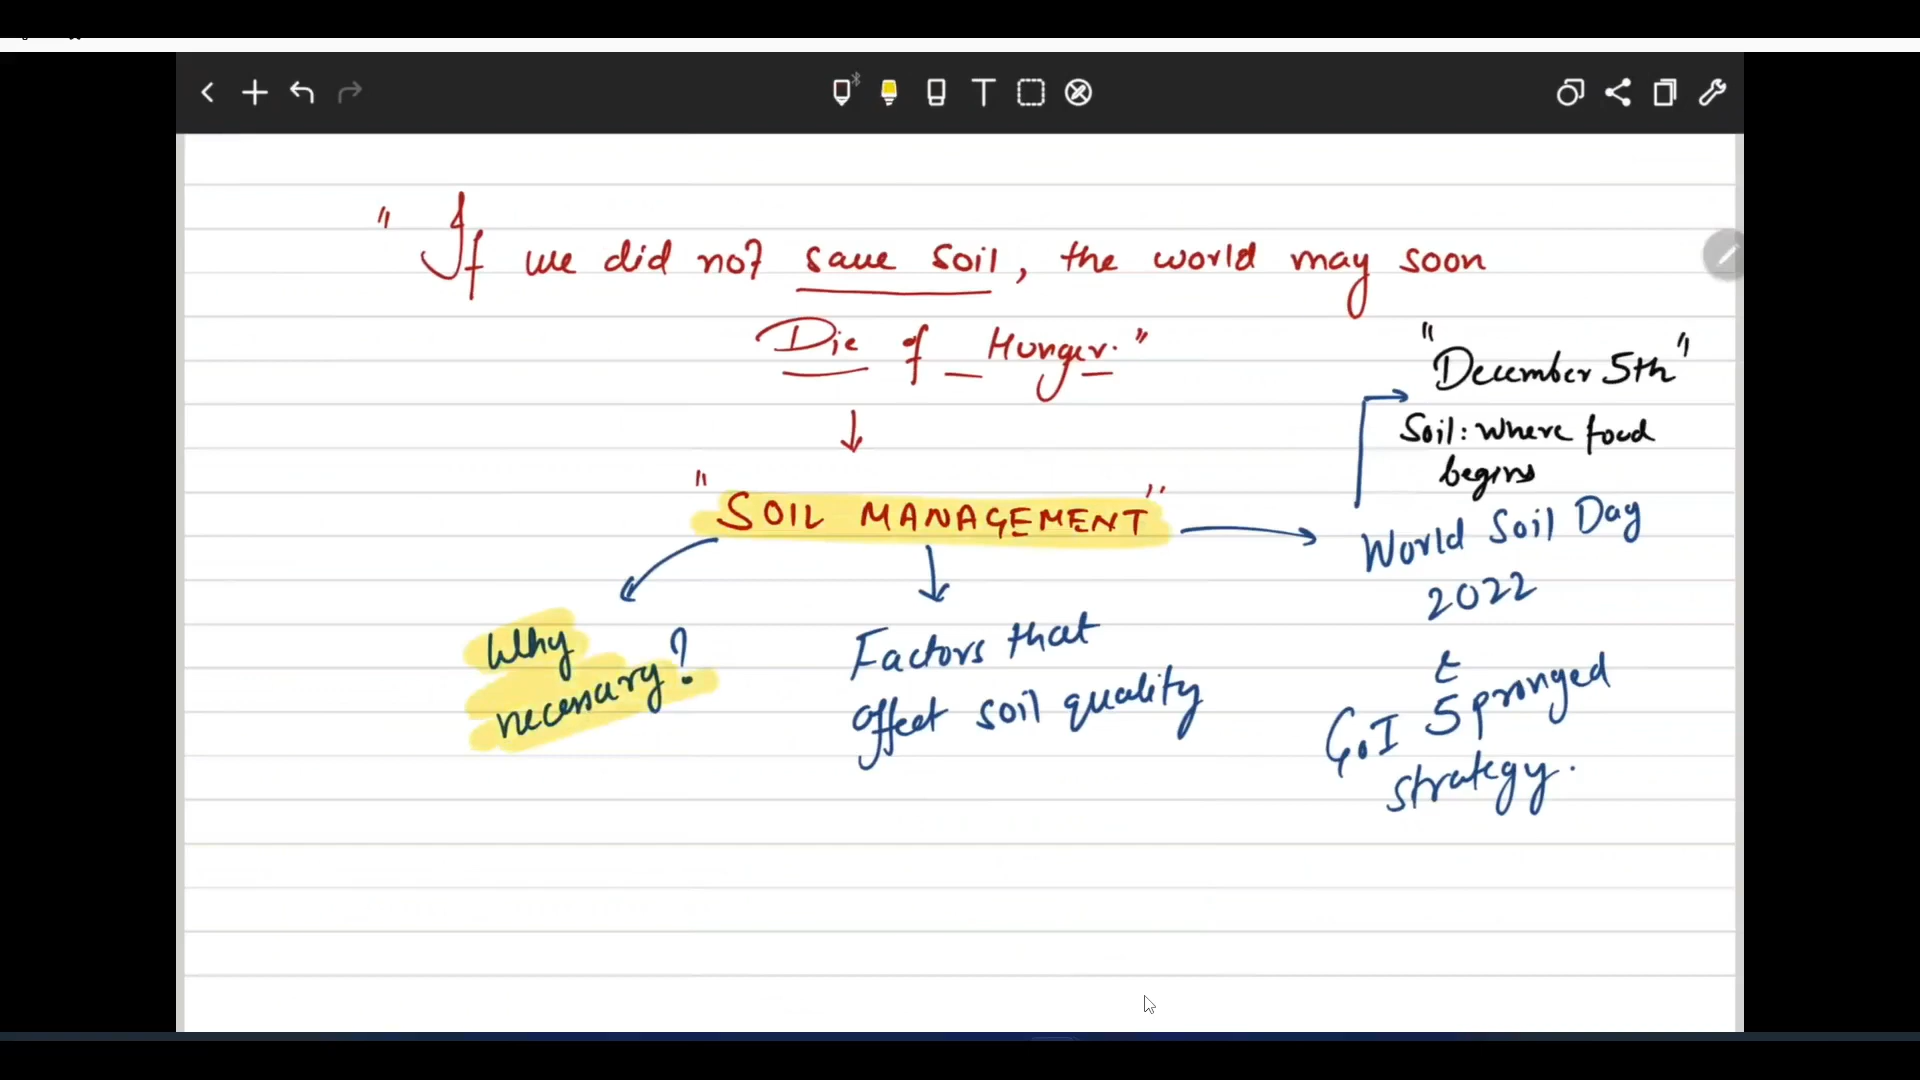 " If we did not save soil, the world may soon
Die of Hunger."
"December 5th"
Soil: where food
begins
"SOIL MANAGEMENT"
World Soil Day
2022
Why
necessary?
Factors that
affect soil quality
&
GoI 5 pronged
strategy.